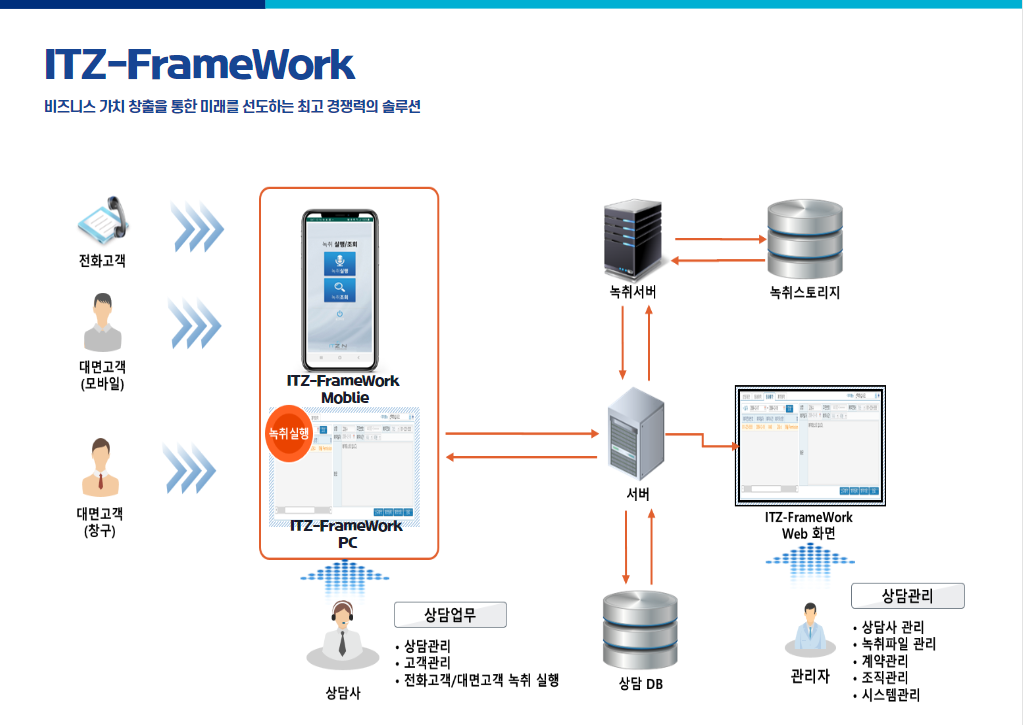 ITZ-FrameWork
비즈니스 가치 창출을 통한 미래를 선도하는 최고 경쟁력의 솔루션
전화고객
대면고객
(모바일)
대면고객
(창구)
녹취 실행/조회
녹취실행
녹취조회
ITZ-FrameWork
Moblie
녹취실행
ITZ-FrameWork
PC
상담사
상담업무
• 상담관리
• 고객관리
• 전화고객/대면고객 녹취 실행
녹취서버
녹취스토리지
서버
상담 DB
ITZ-FrameWork
Web 화면
관리자
상담관리
• 상담사 관리
• 녹취파일 관리
• 계약관리
• 조직관리
• 시스템관리